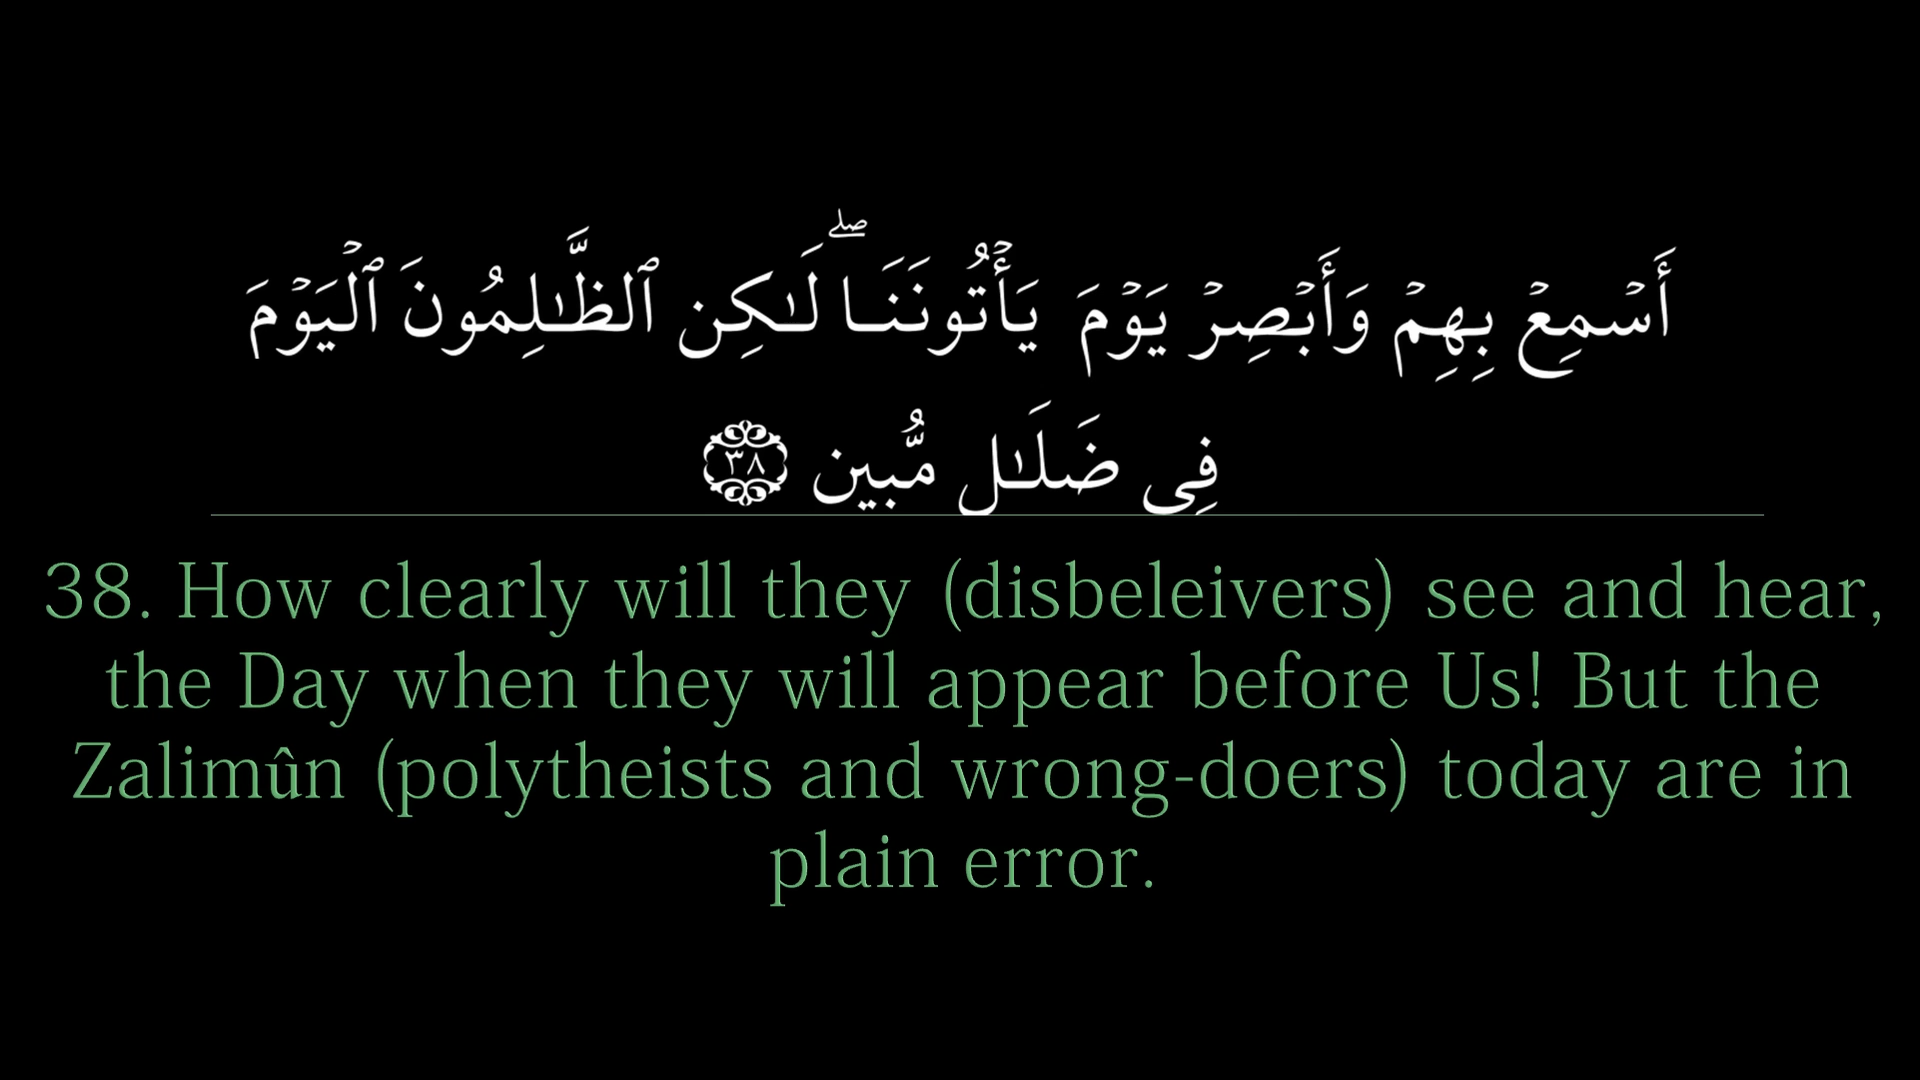 أَسۡمِعۡ بِهِمۡ وَأَبۡصِرۡ يَوۡمَ يَأۡتُونَنَاۖ لَـٰكِنِ ٱلظَّـٰلِمُونَ ٱلۡيَوۡمَ
فِى ضَلَـٰلࣲ مُّبِينࣲ ٣٨
38. How clearly will they (disbeleivers) see and hear,
the Day when they will appear before Us! But the
Zalimûn (polytheists and wrong-doers) today are in
plain error.